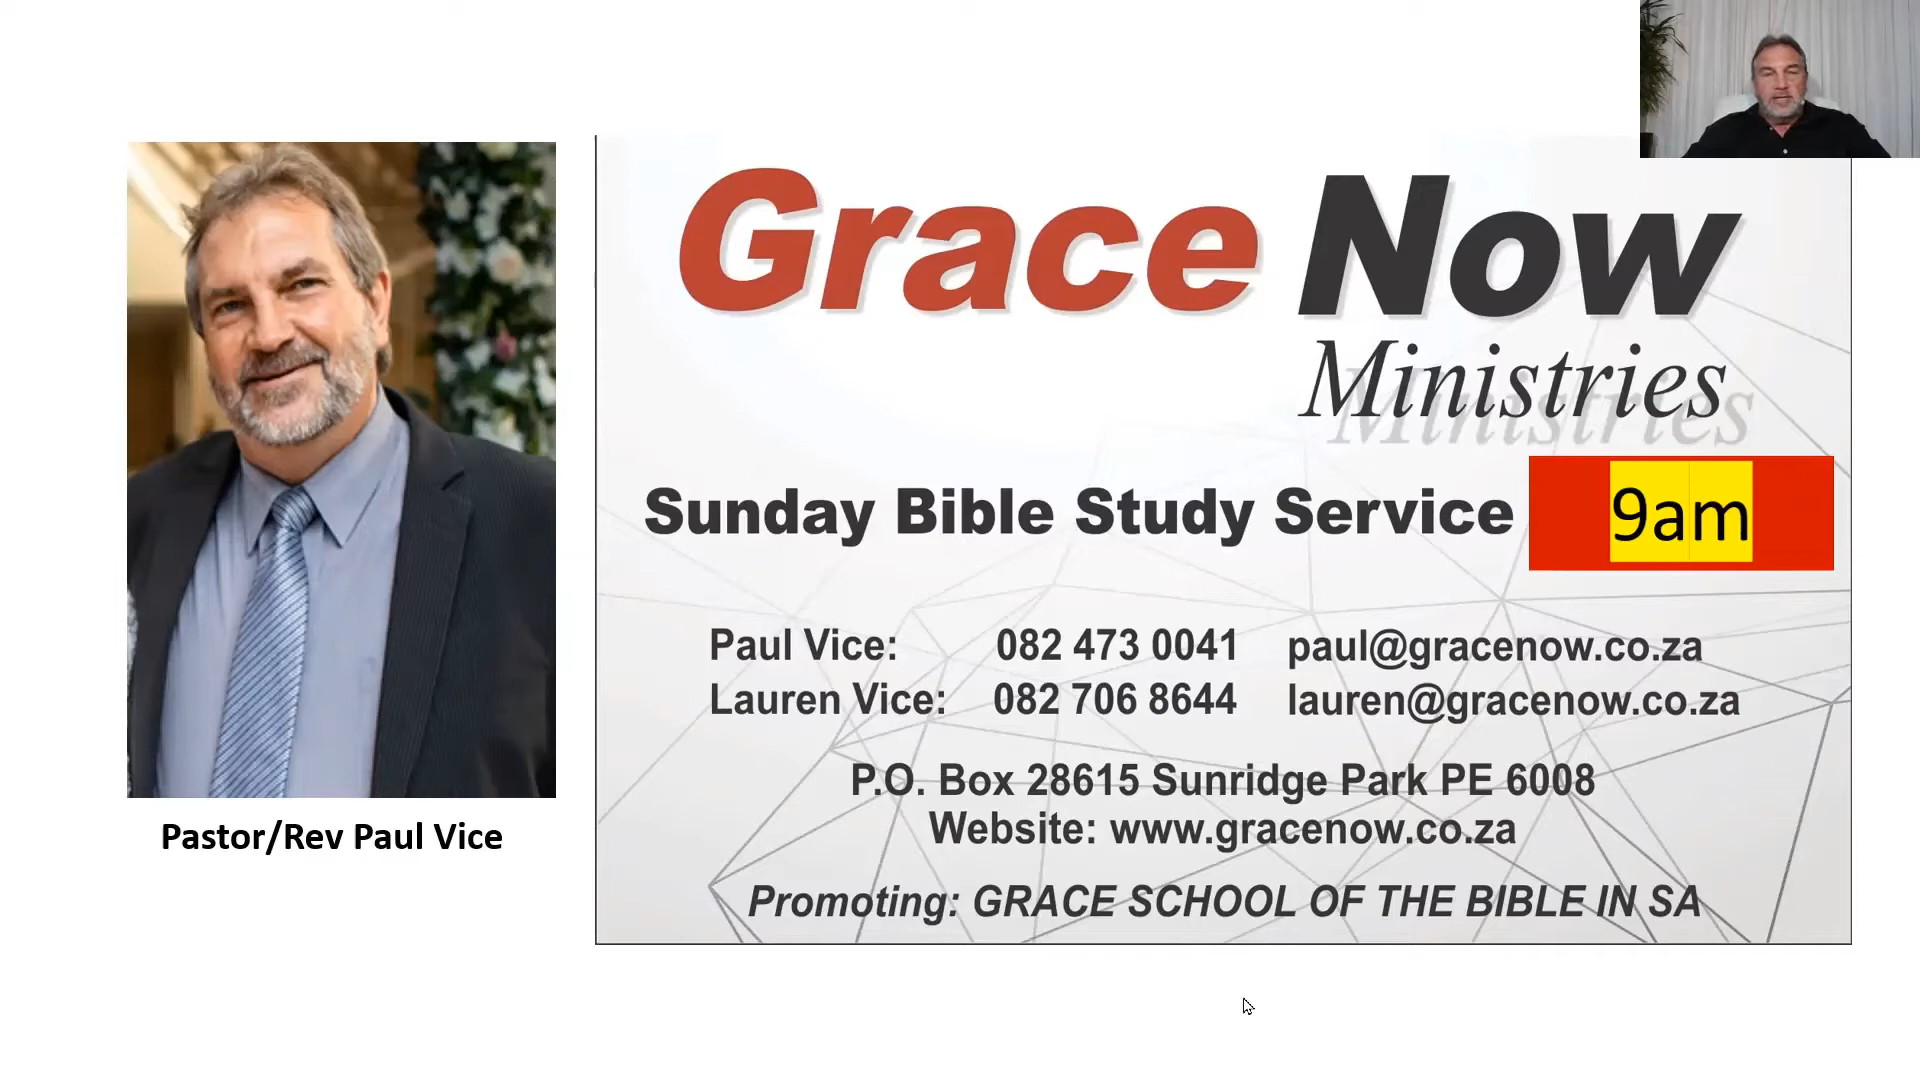 Grace Now
Ministries
Sunday Bible Study Service 9am
Paul Vice: 082 473 0041 paul@gracenow.co.za
Lauren Vice: 082 706 8644 lauren@gracenow.co.za
P.O. Box 28615 Sunridge Park PE 6008
Website: www.gracenow.co.za
Promoting: GRACE SCHOOL OF THE BIBLE IN SA
Pastor/Rev Paul Vice